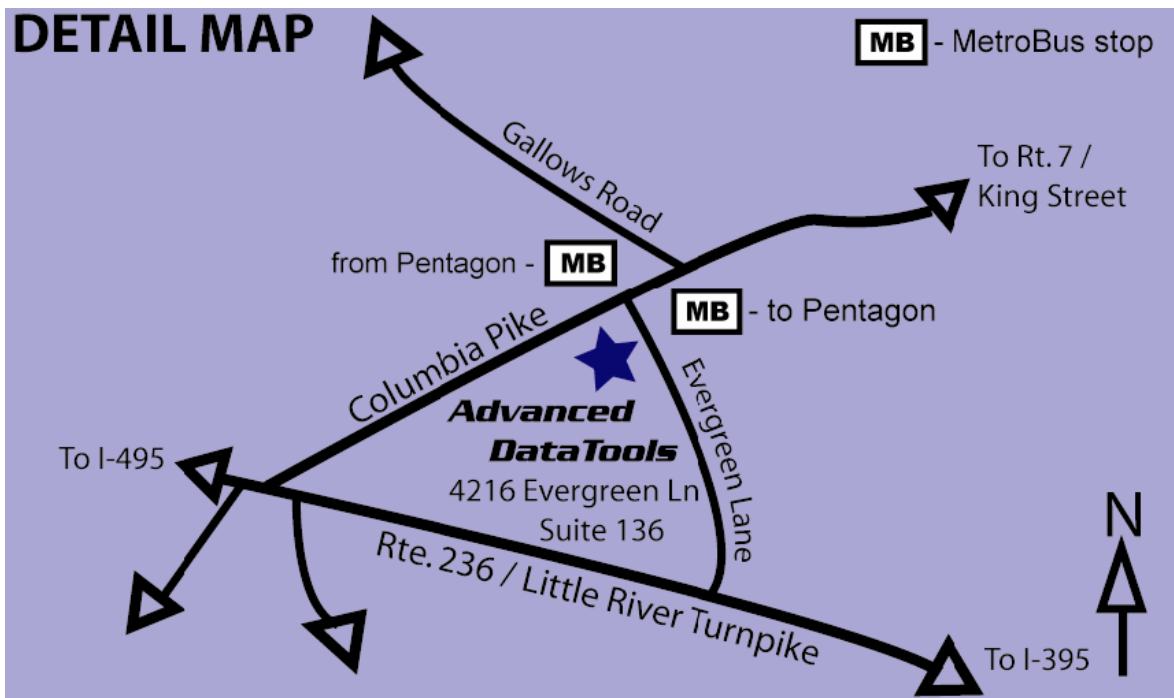 DETAIL MAP
MB - MetroBus stop
Gallows Road
To Rt. 7 /
King Street
from Pentagon - MB
MB - to Pentagon
Columbia Pike
Evergreen Lane
Advanced
DataTools
To I-495
4216 Evergreen Ln
Suite 136
N
Rte. 236 / Little River Turnpike
To I-395